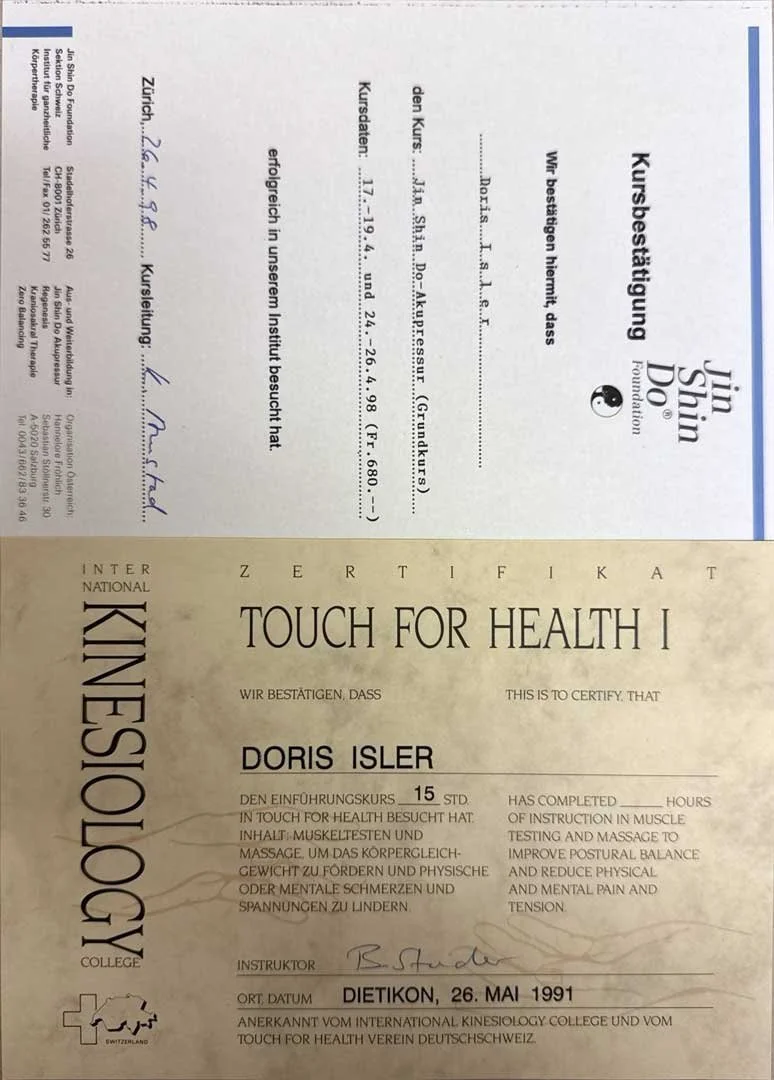 Jin
Shin
Do®
Foundation
Kursbestätigung
Wir bestätigen hiermit, dass
Doris Isler
den Kurs: Jin Shin Do-Akupressur (Grundkurs)
Kursdaten: 17.-19.4. und 24.-26.4.98 (Fr.680.--)
erfolgreich in unserem Institut besucht hat.
Zürich, 26.4.98 Kursleitung:
Jin Shin Do Foundation
Sektion Schweiz
Institut für ganzheitliche
Körpertherapie
Stadelhoferstrasse 26
CH-8001 Zürich
Tel/Fax 01/ 262 55 77
Aus- und Weiterbildung in:
Jin Shin Do Akupressur
Regenesis
Kraniosakral Therapie
Zero Balancing
Organisation Österreich:
Hannelore Fröhlich
Sebastian Stöllnerstr. 30
A-5020 Salzburg
Tel. 0043/662/83 36 46
INTER
NATIONAL
KINESIOLOGY
COLLEGE
SWITZERLAND
ZERTIFIKAT
TOUCH FOR HEALTH I
WIR BESTÄTIGEN, DASS
THIS IS TO CERTIFY, THAT
DORIS ISLER
DEN EINFÜHRUNGSKURS 15 STD.
IN TOUCH FOR HEALTH BESUCHT HAT.
INHALT: MUSKELTESTEN UND
MASSAGE, UM DAS KÖRPERGLEICH-
GEWICHT ZU FÖRDERN UND PHYSISCHE
ODER MENTALE SCHMERZEN UND
SPANNUNGEN ZU LINDERN.
HAS COMPLETED HOURS
OF INSTRUCTION IN MUSCLE
TESTING AND MASSAGE TO
IMPROVE POSTURAL BALANCE
AND REDUCE PHYSICAL
AND MENTAL PAIN AND
TENSION.
INSTRUKTOR B. Studer
ORT, DATUM DIETIKON, 26. MAI 1991
ANERKANNT VOM INTERNATIONAL KINESIOLOGY COLLEGE UND VOM
TOUCH FOR HEALTH VEREIN DEUTSCHSCHWEIZ.